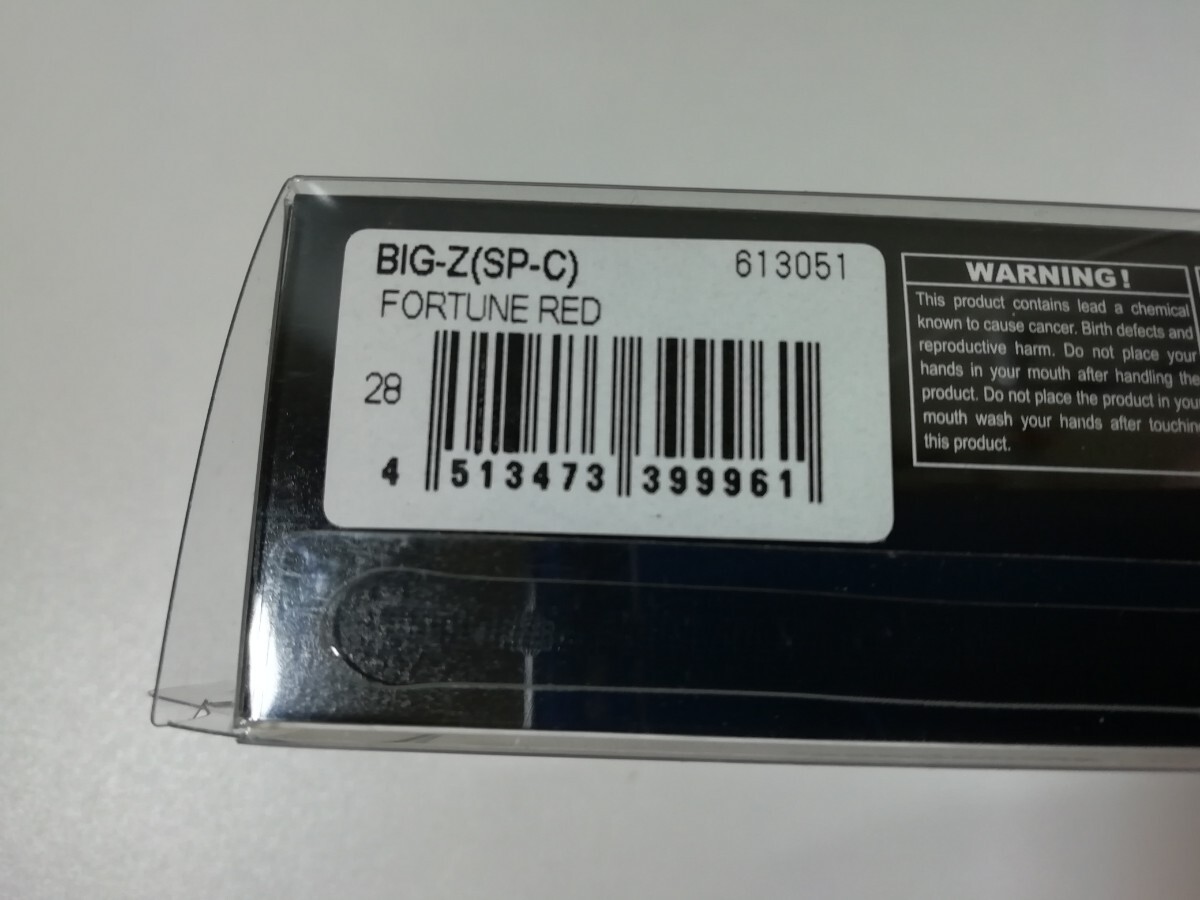 BIG-Z(SP-C) 613051
FORTUNE RED
28
4 513473 399961
WARNING!
This product contains lead a chemical
known to cause cancer. Birth defects and
reproductive harm. Do not place your
hands in your mouth after handling the
product. Do not place the product in your
mouth wash your hands after touching
this product.